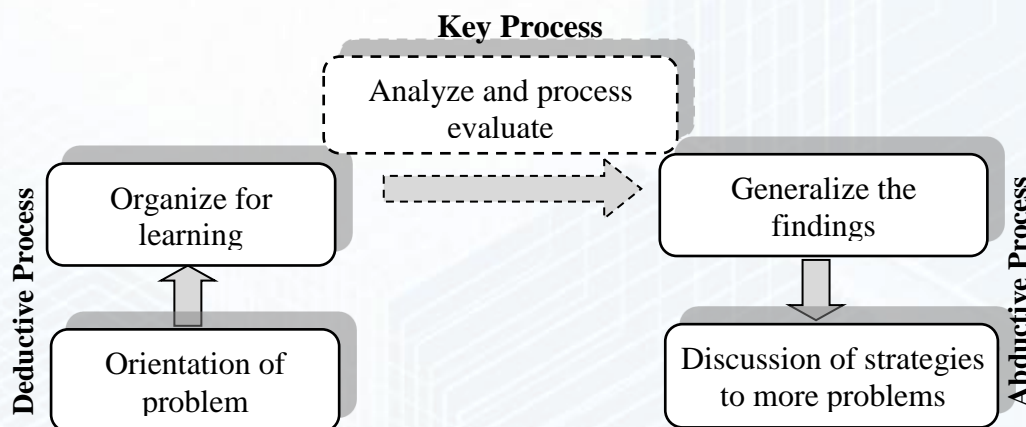 Key Process
Analyze and process
evaluate
Organize for
learning
Generalize the
findings
Deductive Process
Abductive Process
Orientation of
problem
Discussion of strategies
to more problems